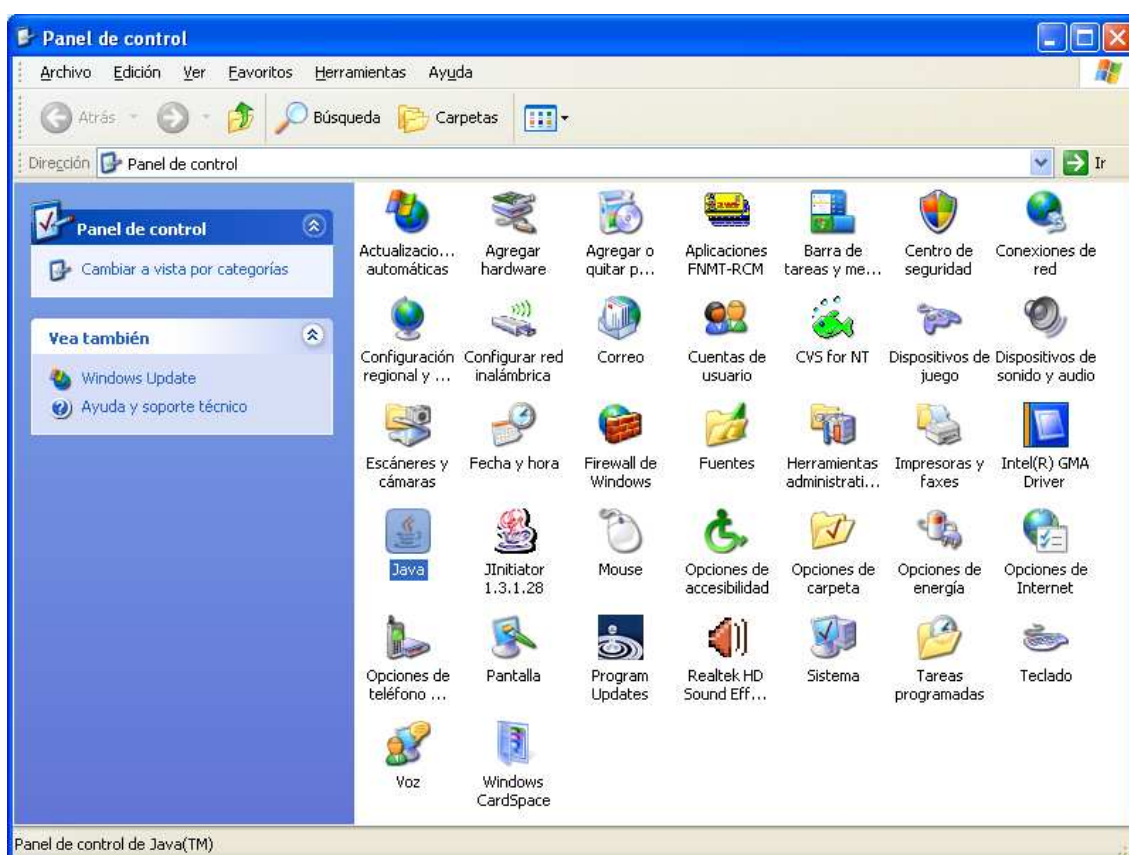 Panel de control
Archivo Edición Ver Favoritos Herramientas Ayuda
Atrás Búsqueda Carpetas
Dirección Panel de control Ir
Panel de control
Cambiar a vista por categorías
Vea también
Windows Update
Ayuda y soporte técnico
Actualizacio...
automáticas
Agregar
hardware
Agregar o
quitar p...
Aplicaciones
FNMT-RCM
Barra de
tareas y me...
Centro de
seguridad
Conexiones de
red
Configuración
regional y ...
Configurar red
inalámbrica
Correo
Cuentas de
usuario
CVS for NT
Dispositivos de
juego
Dispositivos de
sonido y audio
Escáneres y
cámaras
Fecha y hora
Firewall de
Windows
Fuentes
Herramientas
administrati...
Impresoras y
faxes
Intel(R) GMA
Driver
Java
JInitiator
1.3.1.28
Mouse
Opciones de
accesibilidad
Opciones de
carpeta
Opciones de
energía
Opciones de
Internet
Opciones de
teléfono ...
Pantalla
Program
Updates
Realtek HD
Sound Eff...
Sistema
Tareas
programadas
Teclado
Voz
Windows
CardSpace
Panel de control de Java(TM)